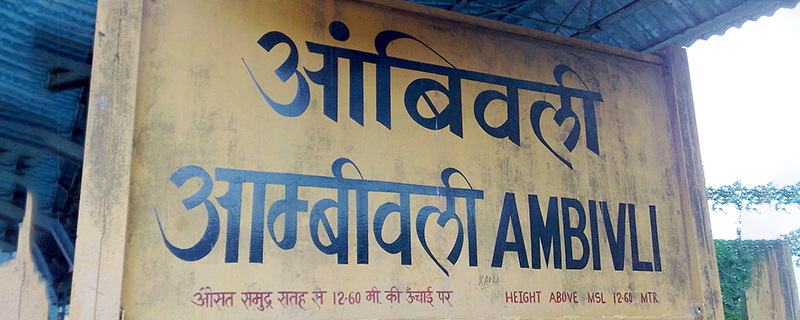 आंबिवली
आम्बीवली AMBIVLI
औसत समुद्र सतह से 12·60 मी. की ऊँचाई पर HEIGHT ABOVE MSL 12·60 MTR